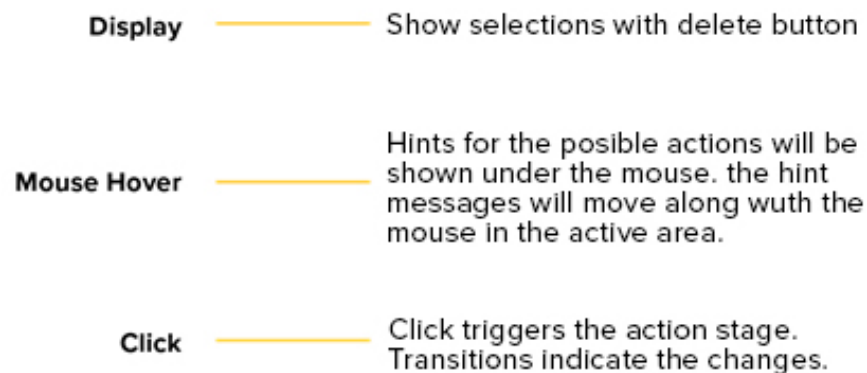 Display
Show selections with delete button
Mouse Hover
Hints for the posible actions will be
shown under the mouse. the hint
messages will move along wuth the
mouse in the active area.
Click
Click triggers the action stage.
Transitions indicate the changes.